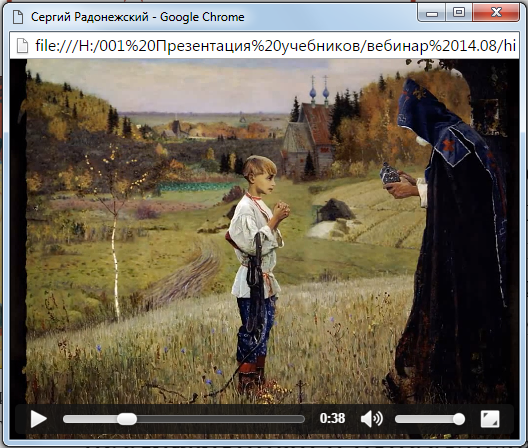 Сергий Радонежский - Google Chrome
file:///H:/001%20Презентация%20учебников/вебинар%2014.08/hi
0:38